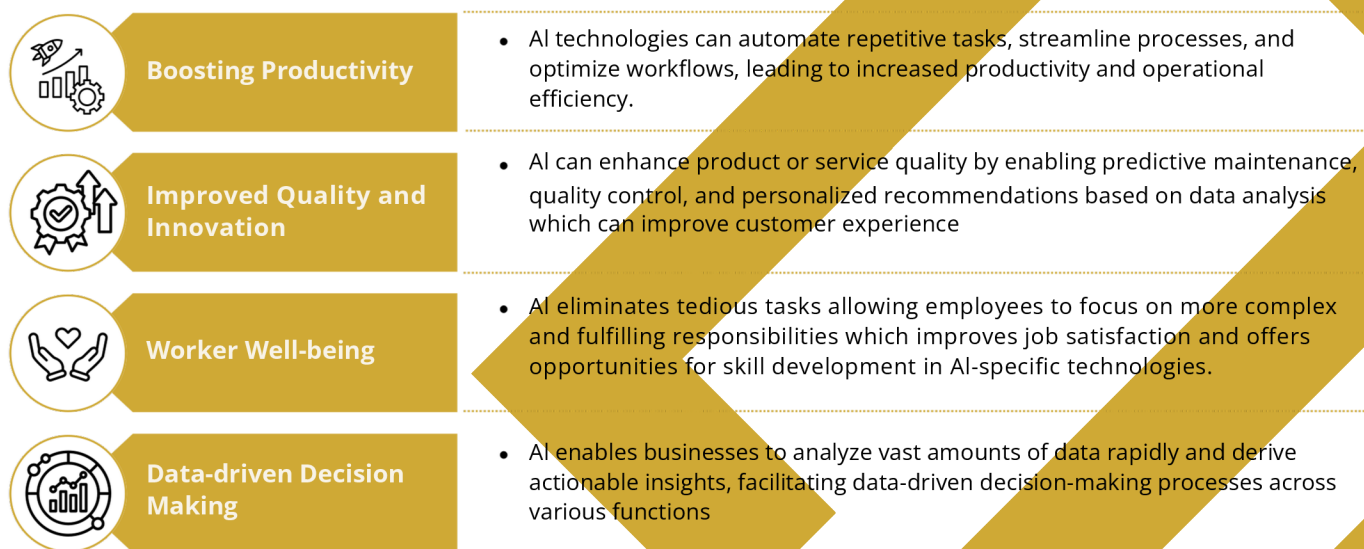 Boosting Productivity
• AI technologies can automate repetitive tasks, streamline processes, and
optimize workflows, leading to increased productivity and operational
efficiency.
Improved Quality and
Innovation
• AI can enhance product or service quality by enabling predictive maintenance,
quality control, and personalized recommendations based on data analysis
which can improve customer experience
Worker Well-being
• AI eliminates tedious tasks allowing employees to focus on more complex
and fulfilling responsibilities which improves job satisfaction and offers
opportunities for skill development in AI-specific technologies.
Data-driven Decision
Making
• AI enables businesses to analyze vast amounts of data rapidly and derive
actionable insights, facilitating data-driven decision-making processes across
various functions